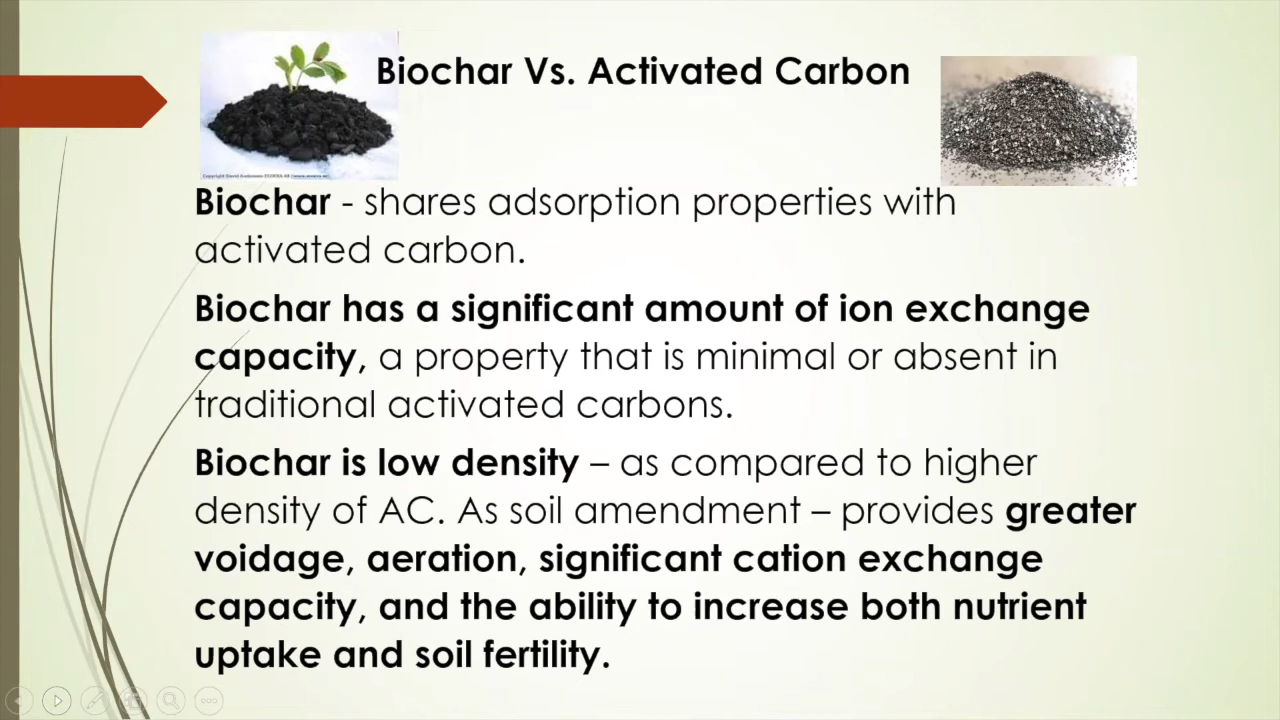 Biochar Vs. Activated Carbon
Biochar - shares adsorption properties with
activated carbon.
Biochar has a significant amount of ion exchange
capacity, a property that is minimal or absent in
traditional activated carbons.
Biochar is low density – as compared to higher
density of AC. As soil amendment – provides greater
voidage, aeration, significant cation exchange
capacity, and the ability to increase both nutrient
uptake and soil fertility.